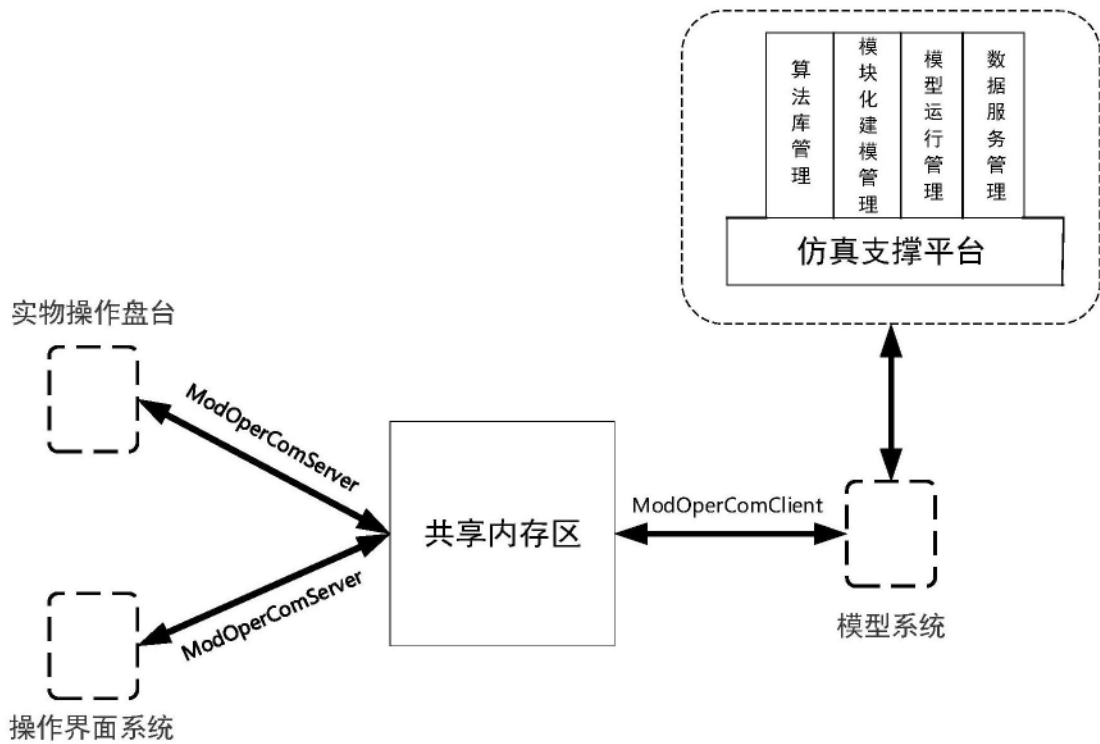 算法库管理
模块化建模管理
模型运行管理
数据服务管理
仿真支撑平台
实物操作盘台
ModOperComServer
共享内存区
ModOperComClient
ModOperComServer
模型系统
操作界面系统